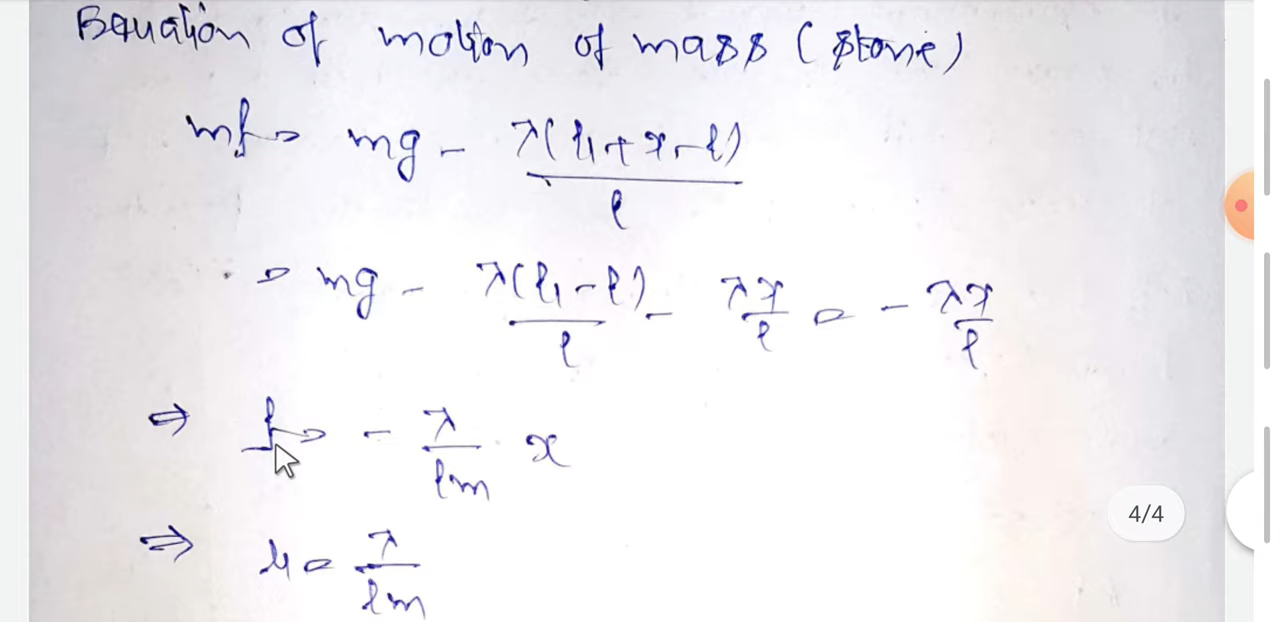 Equation of motion of mass (stone)
mf = mg - λ(l₁+x-l)/l
= mg - λ(l₁-l)/l - λx/l = - λx/l
⇒ f = - λ/lm · x
⇒ μ = λ/lm
4/4